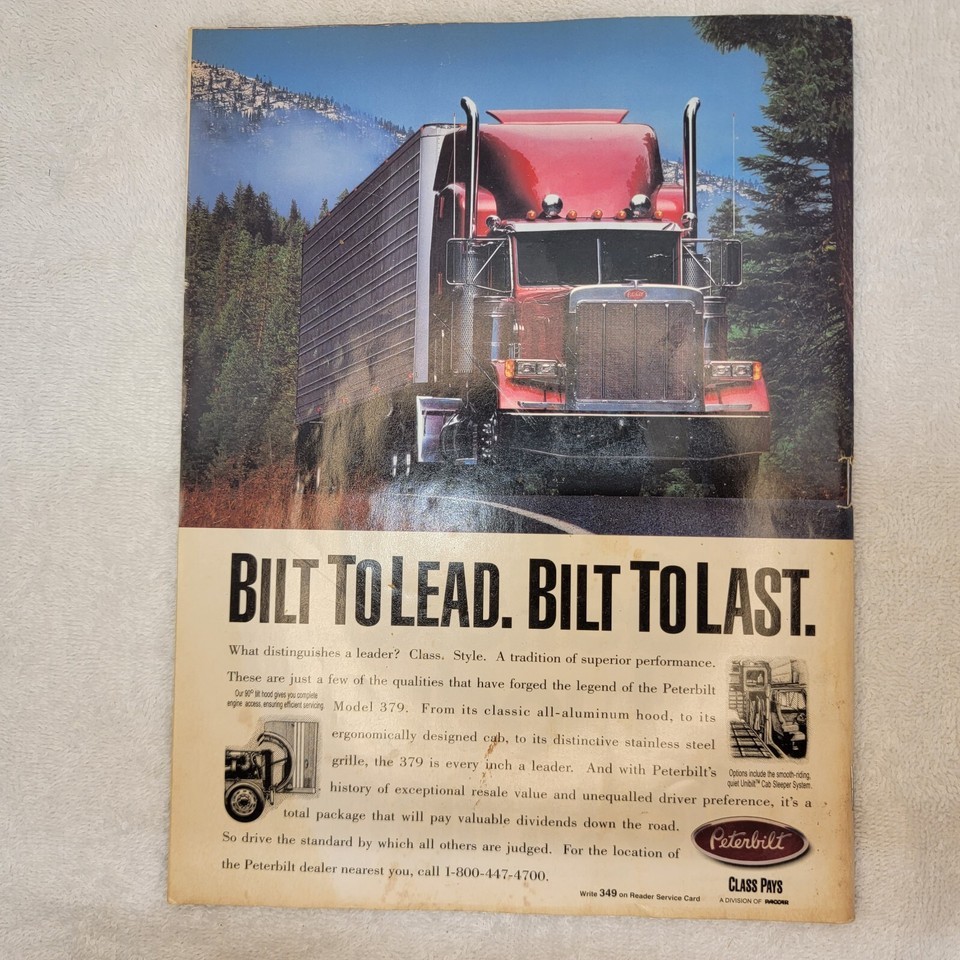 BILT TO LEAD. BILT TO LAST.
What distinguishes a leader? Class. Style. A tradition of superior performance.
These are just a few of the qualities that have forged the legend of the Peterbilt
Our 90° tilt hood gives you complete
engine access, ensuring efficient servicing.
Model 379. From its classic all-aluminum hood, to its
ergonomically designed cab, to its distinctive stainless steel
grille, the 379 is every inch a leader. And with Peterbilt's
history of exceptional resale value and unequalled driver preference, it's a
total package that will pay valuable dividends down the road.
So drive the standard by which all others are judged. For the location of
the Peterbilt dealer nearest you, call 1-800-447-4700.
Options include the smooth-riding,
quiet Unibilt™ Cab Sleeper System.
Peterbilt
CLASS PAYS
A DIVISION OF PACCAR
Write 349 on Reader Service Card